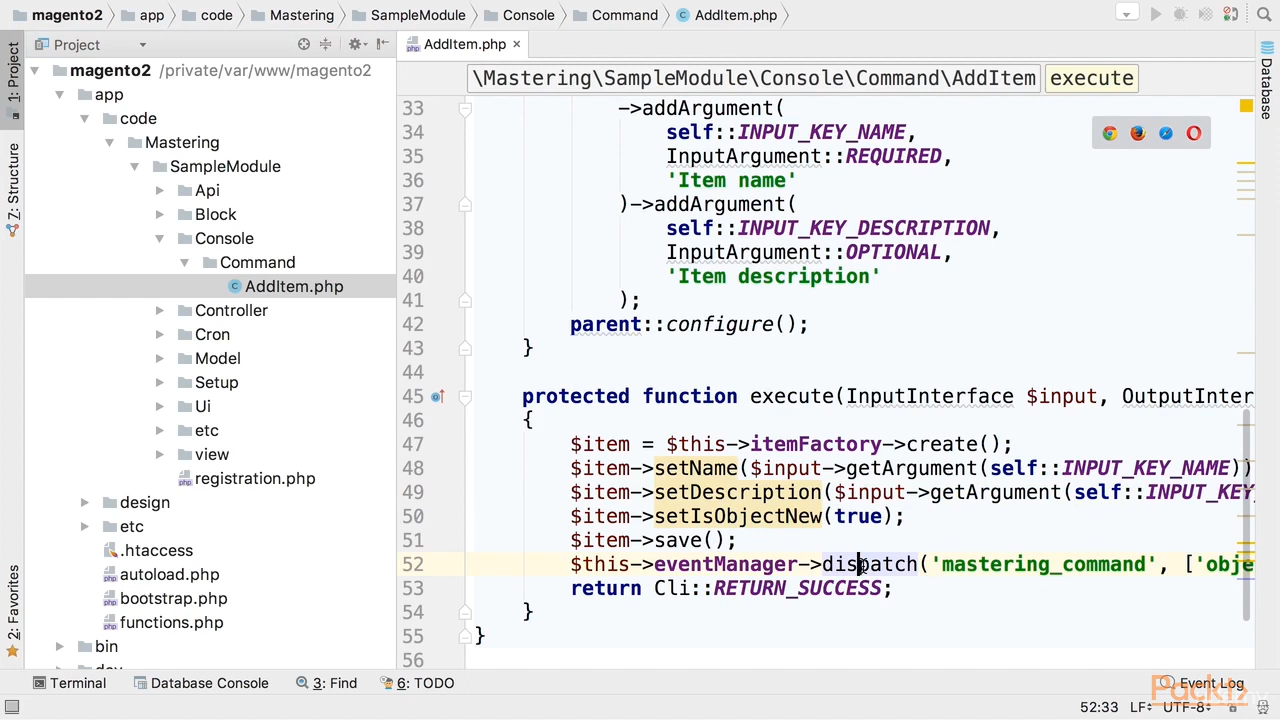 magento2 app code Mastering SampleModule Console Command AddItem.php
1: Project
7: Structure
2: Favorites
Project
magento2 /private/var/www/magento2
app
code
Mastering
SampleModule
Api
Block
Console
Command
AddItem.php
Controller
Cron
Model
Setup
Ui
etc
view
registration.php
design
etc
.htaccess
autoload.php
bootstrap.php
functions.php
bin
AddItem.php
\Mastering\SampleModule\Console\Command\AddItem execute
33 ->addArgument(
34 self::INPUT_KEY_NAME,
35 InputArgument::REQUIRED,
36 'Item name'
37 )->addArgument(
38 self::INPUT_KEY_DESCRIPTION,
39 InputArgument::OPTIONAL,
40 'Item description'
41 );
42 parent::configure();
43 }
44
45 protected function execute(InputInterface $input, OutputInter
46 {
47 $item = $this->itemFactory->create();
48 $item->setName($input->getArgument(self::INPUT_KEY_NAME))
49 $item->setDescription($input->getArgument(self::INPUT_KEY
50 $item->setIsObjectNew(true);
51 $item->save();
52 $this->eventManager->dispatch('mastering_command', ['obje
53 return Cli::RETURN_SUCCESS;
54 }
55 }
56
Database
Terminal Database Console 3: Find 6: TODO Event Log
Packt
52:33 LF UTF-8